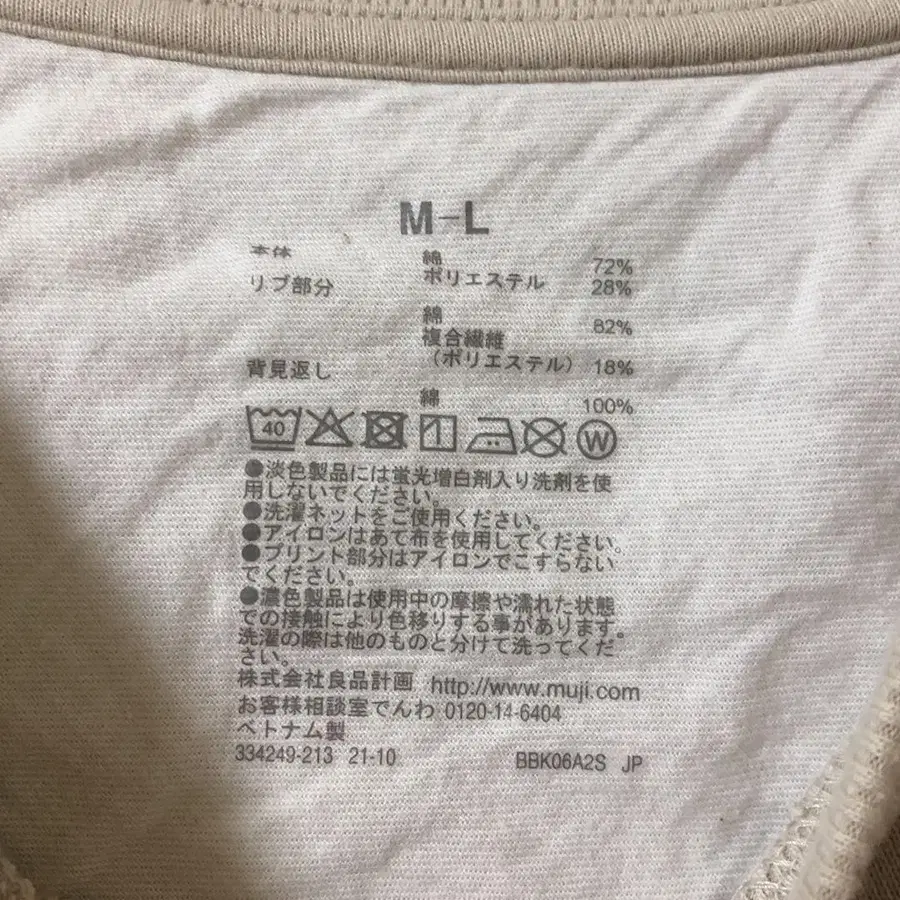 M-L
本体 綿 72%
ポリエステル 28%
リブ部分 綿 82%
複合繊維
（ポリエステル） 18%
背見返し 綿 100%
40 W
●淡色製品には蛍光増白剤入り洗剤を使
用しないでください。
●洗濯ネットをご使用ください。
●アイロンはあて布を使用してください。
●プリント部分はアイロンでこすらない
でください。
●濃色製品は使用中の摩擦や濡れた状態
での接触により色移りする事があります。
洗濯の際は他のものと分けて洗ってくだ
さい。
株式会社良品計画 http://www.muji.com
お客様相談室でんわ 0120-14-6404
ベトナム製
334249-213 21-10 BBK06A2S JP